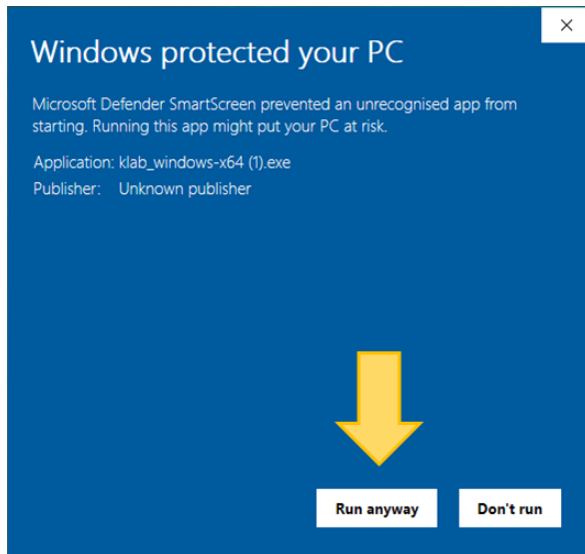 Windows protected your PC
Microsoft Defender SmartScreen prevented an unrecognised app from
starting. Running this app might put your PC at risk.
Application: klab_windows-x64 (1).exe
Publisher: Unknown publisher
Run anyway
Don't run